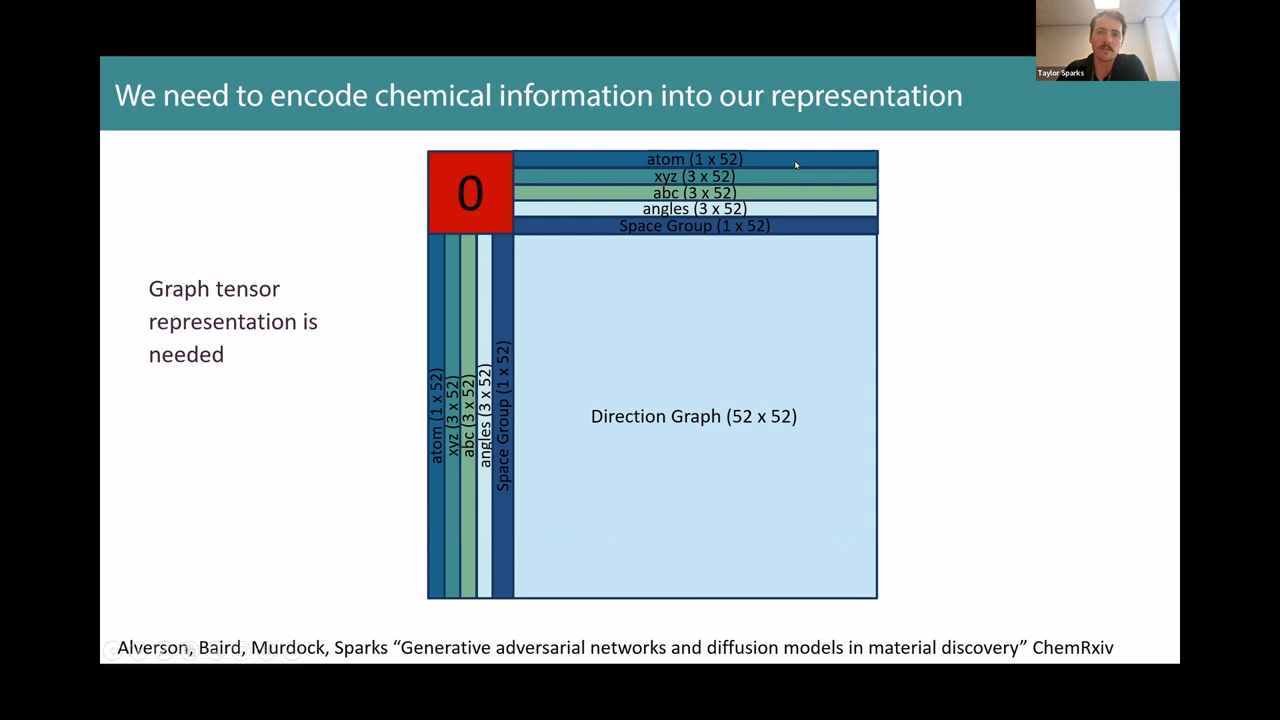 Taylor Sparks
We need to encode chemical information into our representation
0
atom (1 x 52)
xyz (3 x 52)
abc (3 x 52)
angles (3 x 52)
Space Group (1 x 52)
Graph tensor
representation is
needed
atom (1 x 52)
xyz (3 x 52)
abc (3 x 52)
angles (3 x 52)
Space Group (1 x 52)
Direction Graph (52 x 52)
Alverson, Baird, Murdock, Sparks “Generative adversarial networks and diffusion models in material discovery” ChemRxiv